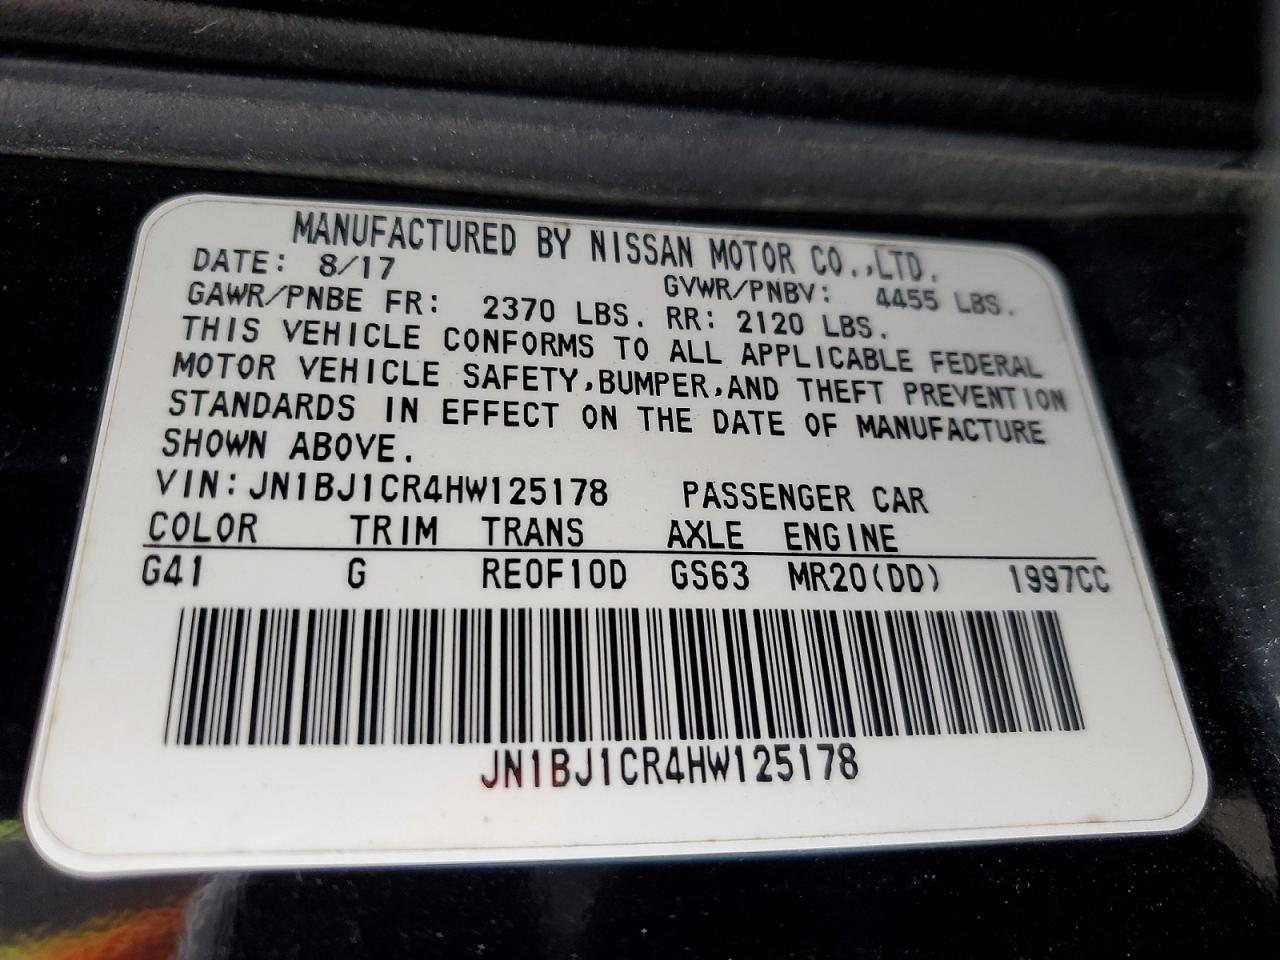 MANUFACTURED BY NISSAN MOTOR CO.,LTD.
DATE: 8/17 GVWR/PNBV: 4455 LBS.
GAWR/PNBE FR: 2370 LBS. RR: 2120 LBS.
THIS VEHICLE CONFORMS TO ALL APPLICABLE FEDERAL
MOTOR VEHICLE SAFETY,BUMPER,AND THEFT PREVENTION
STANDARDS IN EFFECT ON THE DATE OF MANUFACTURE
SHOWN ABOVE.
VIN: JN1BJ1CR4HW125178 PASSENGER CAR
COLOR TRIM TRANS AXLE ENGINE
G41 G RE0F10D GS63 MR20(DD) 1997CC
JN1BJ1CR4HW125178